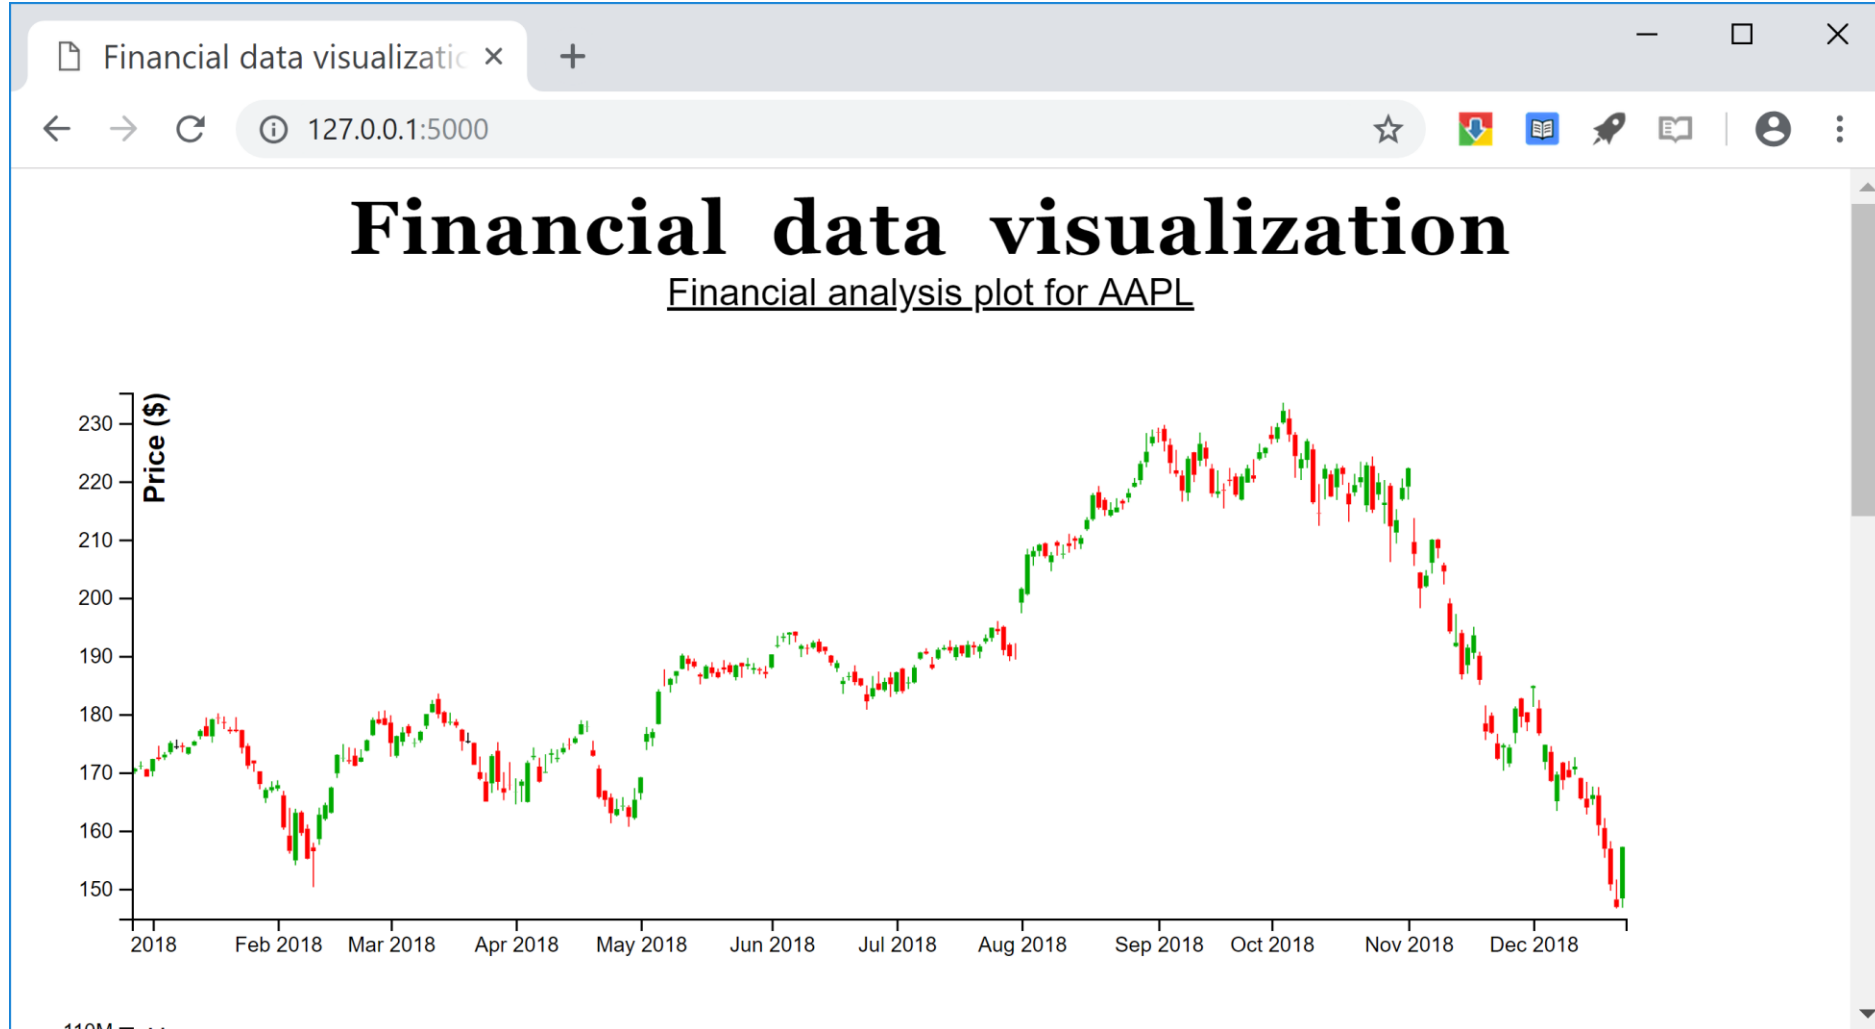 Financial data visualizatio
127.0.0.1:5000
Financial data visualization
Financial analysis plot for AAPL
Price ($)
230
220
210
200
190
180
170
160
150
2018 Feb 2018 Mar 2018 Apr 2018 May 2018 Jun 2018 Jul 2018 Aug 2018 Sep 2018 Oct 2018 Nov 2018 Dec 2018
110M